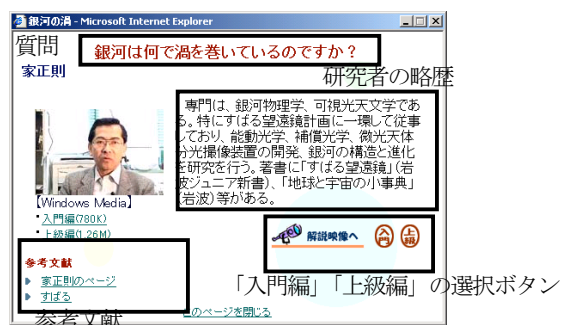 銀河の渦 - Microsoft Internet Explorer
質問
銀河は何で渦を巻いているのですか?
家正則
研究者の略歴
専門は、銀河物理学、可視光天文学であ
る。特にすばる望遠鏡計画に一環して従事
しており、能動光学、補償光学、微光天体
分光撮像装置の開発、銀河の構造と進化
を研究を行う。著書に「すばる望遠鏡」(岩
波ジュニア新書)、「地球と宇宙の小事典」
(岩波)等がある。
【Windows Media】
入門編(780K)
上級編(1.26M)
解説映像へ
入門
上級
参考文献
家正則のページ
すばる
「入門編」「上級編」の選択ボタン
このページを閉じる
参考文献